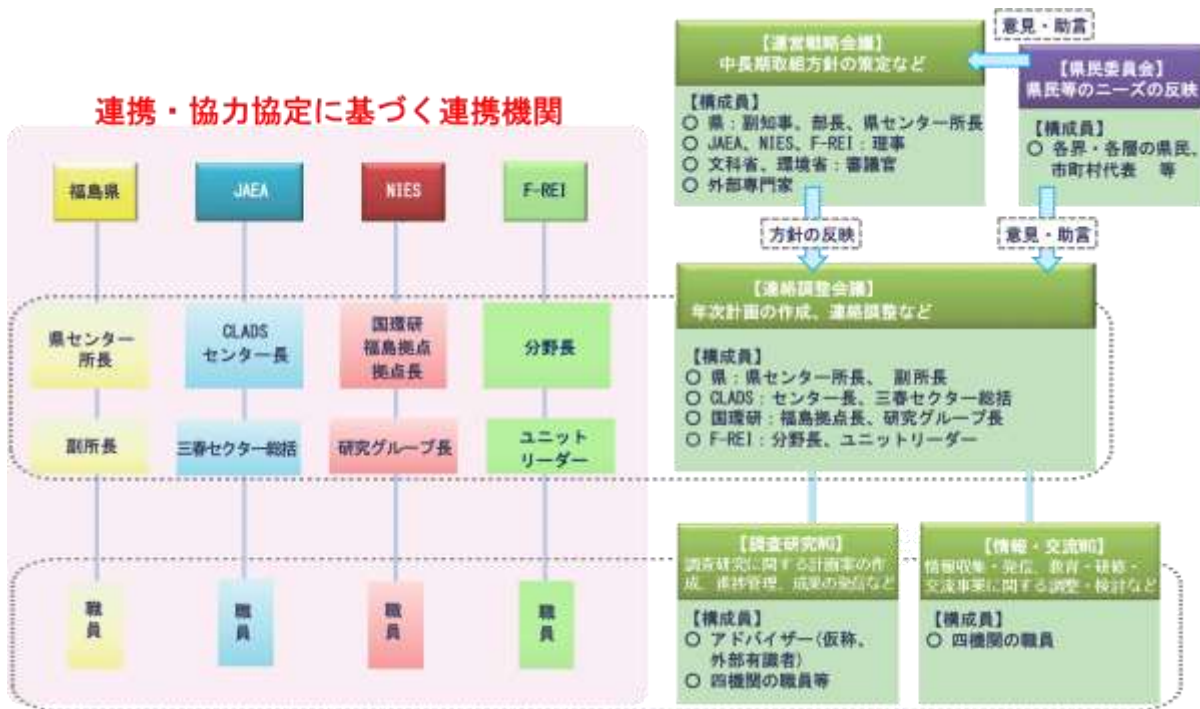 連携・協力協定に基づく連携機関
福島県
JAEA
NIES
F-REI
県センター
所長
CLADS
センター長
国環研
福島拠点
拠点長
分野長
副所長
三春セクター総括
研究グループ長
ユニット
リーダー
職員
職員
職員
職員
【運営戦略会議】
中長期取組方針の策定など
【構成員】
○ 県：副知事、部長、県センター所長
○ JAEA、NIES、F-REI：理事
○ 文科省、環境省：審議官
○ 外部専門家
意見・助言
【県民委員会】
県民等のニーズの反映
【構成員】
○ 各界・各層の県民、
市町村代表 等
方針の反映
意見・助言
【連絡調整会議】
年次計画の作成、連絡調整など
【構成員】
○ 県：県センター所長、 副所長
○ CLADS：センター長、三春セクター総括
○ 国環研：福島拠点長、研究グループ長
○ F-REI：分野長、ユニットリーダー
【調査研究WG】
調査研究に関する計画案の作
成、進捗管理、成果の発信など
【構成員】
○ アドバイザー(仮称、
外部有識者)
○ 四機関の職員等
【情報・交流WG】
情報収集・発信、教育・研修・
交流事業に関する調整・検討など
【構成員】
○ 四機関の職員